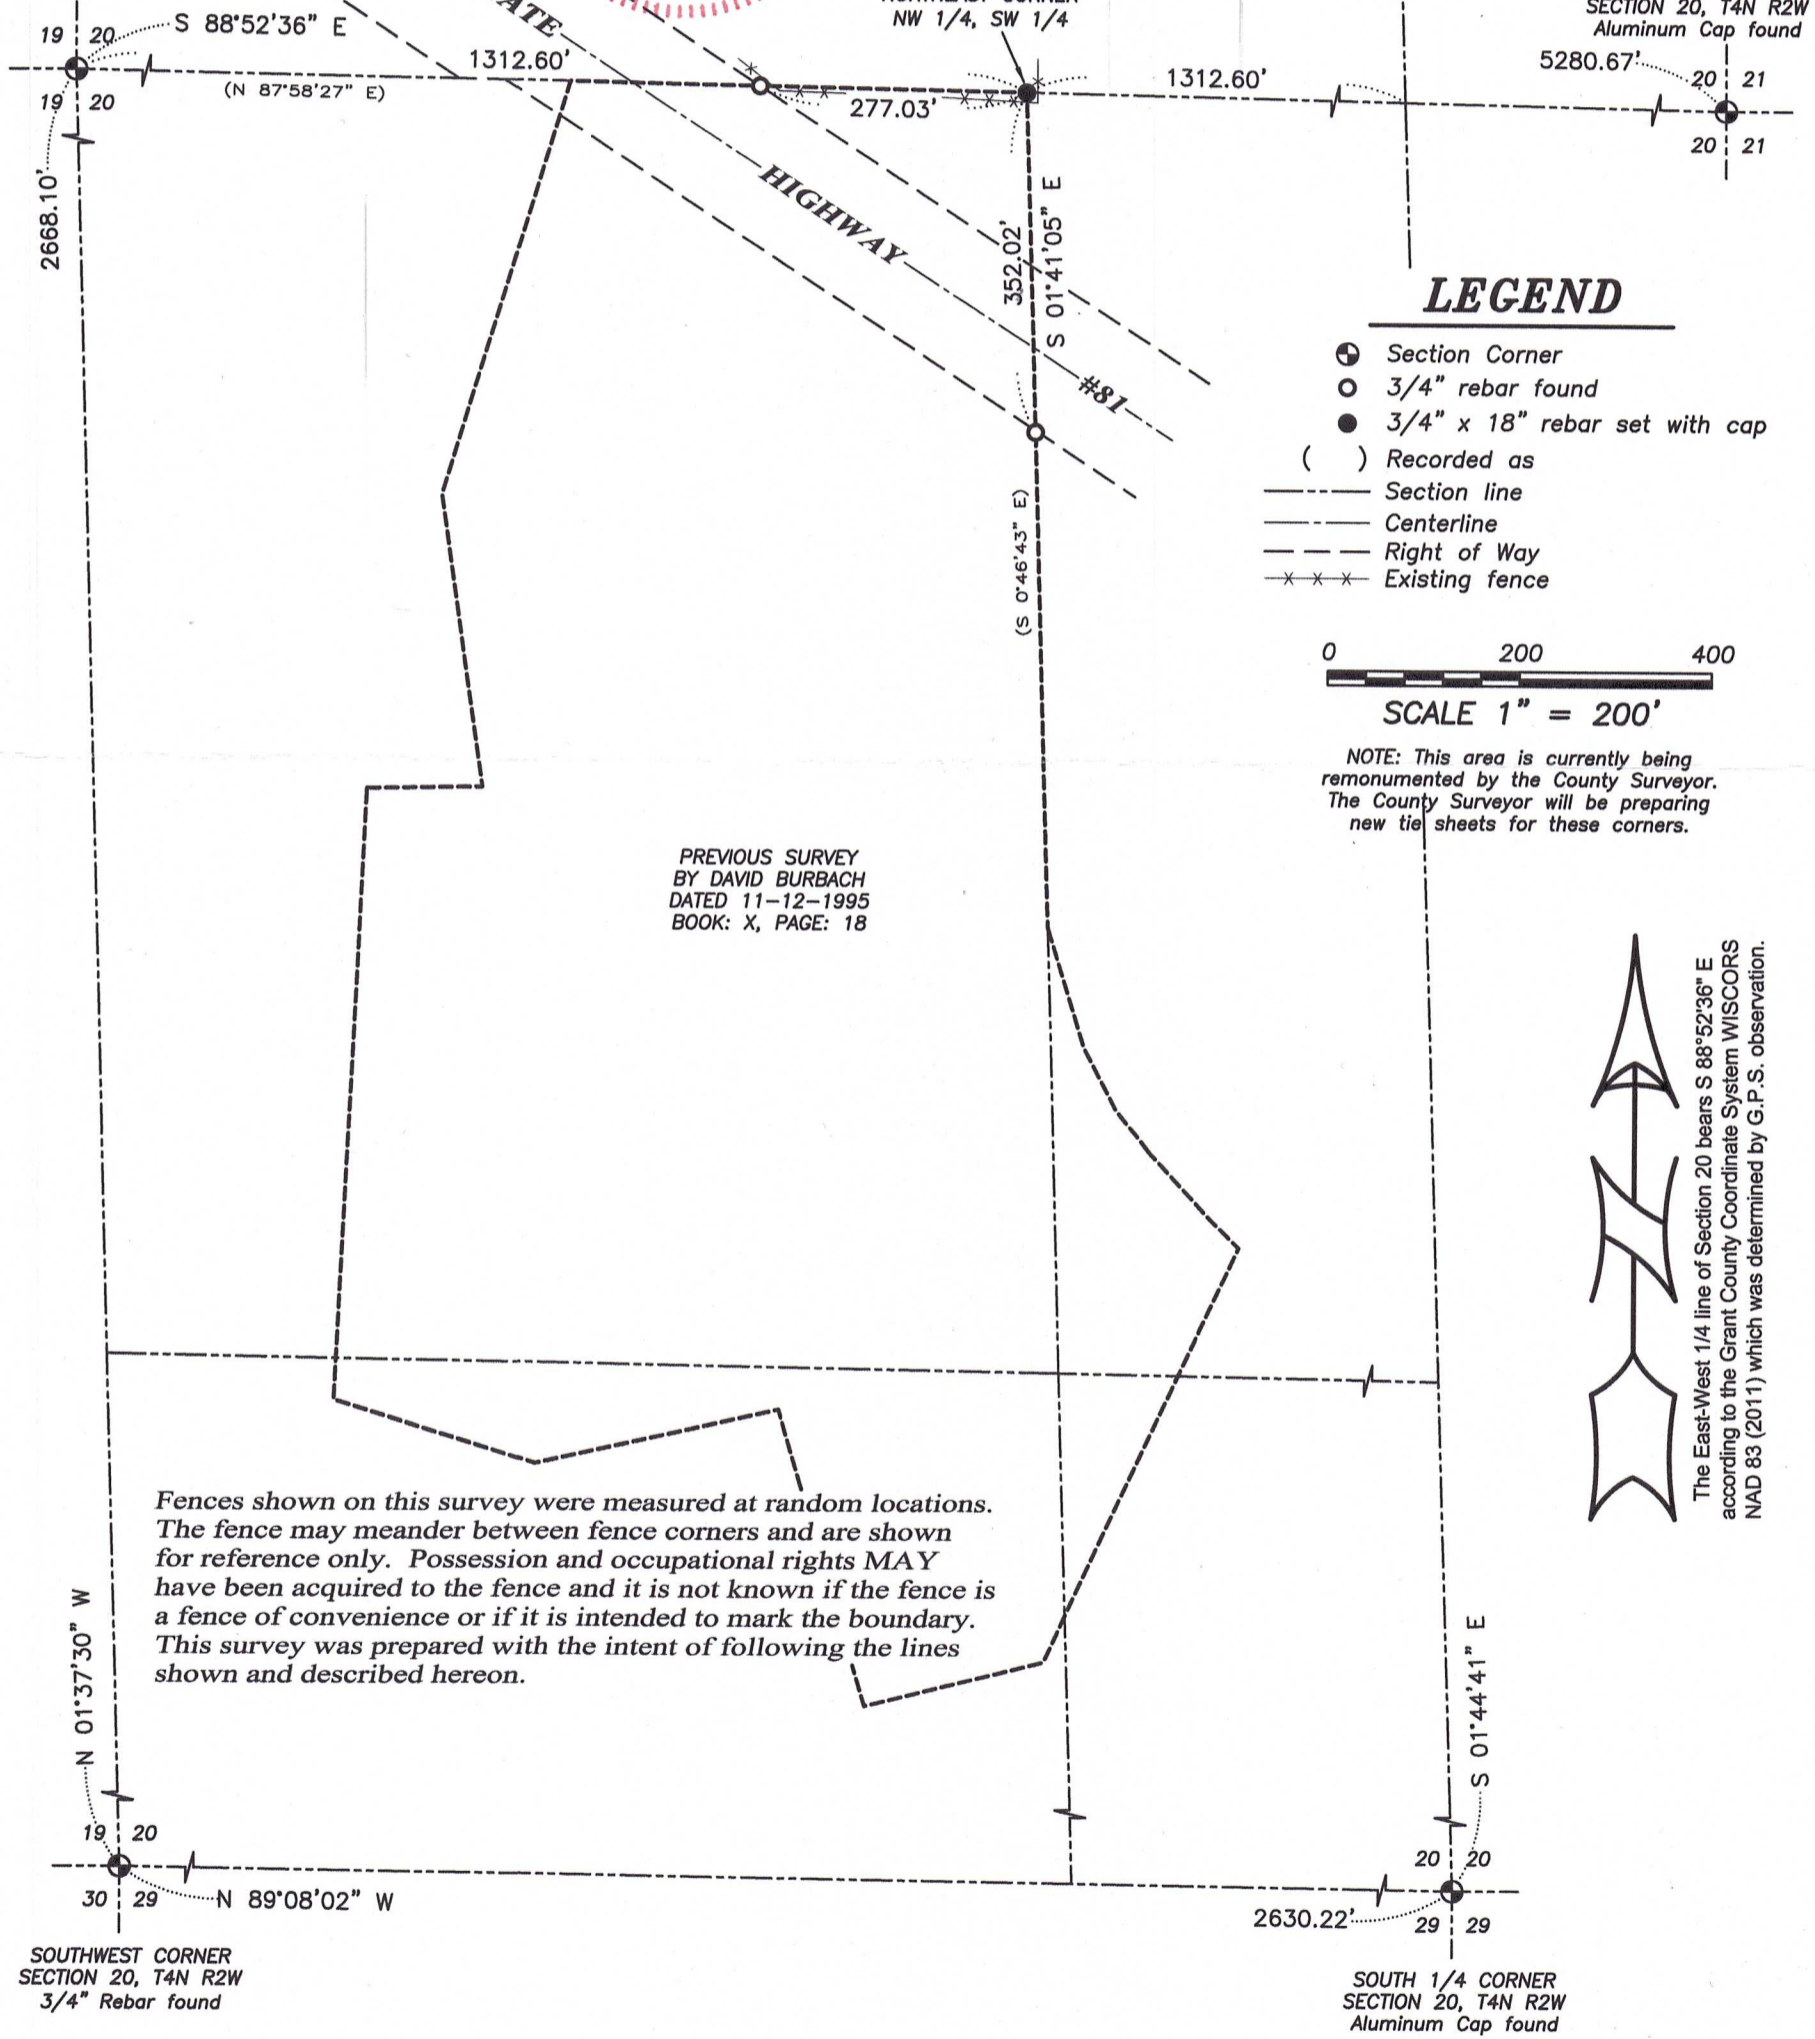 NW 1/4, SW 1/4
SECTION 20, T4N R2W
Aluminum Cap found
19 20
S 88°52'36" E
1312.60'
1312.60'
5280.67'
20 21
(N 87°58'27" E)
19 20
277.03'
20 21
2668.10'
HIGHWAY
#81
352.02'
S 01°41'05" E
(S 0°46'43" E)
LEGEND
Section Corner
3/4" rebar found
3/4" x 18" rebar set with cap
( ) Recorded as
Section line
Centerline
Right of Way
Existing fence
0 200 400
SCALE 1" = 200'
NOTE: This area is currently being
remonumented by the County Surveyor.
The County Surveyor will be preparing
new tie sheets for these corners.
PREVIOUS SURVEY
BY DAVID BURBACH
DATED 11-12-1995
BOOK: X, PAGE: 18
The East-West 1/4 line of Section 20 bears S 88°52'36" E
according to the Grant County Coordinate System WISCORS
NAD 83 (2011) which was determined by G.P.S. observation.
Fences shown on this survey were measured at random locations.
The fence may meander between fence corners and are shown
for reference only. Possession and occupational rights MAY
have been acquired to the fence and it is not known if the fence is
a fence of convenience or if it is intended to mark the boundary.
This survey was prepared with the intent of following the lines
shown and described hereon.
N 01°37'30" W
S 01°44'41" E
19 20
30 29
N 89°08'02" W
20 20
2630.22'
29 29
SOUTHWEST CORNER
SECTION 20, T4N R2W
3/4" Rebar found
SOUTH 1/4 CORNER
SECTION 20, T4N R2W
Aluminum Cap found